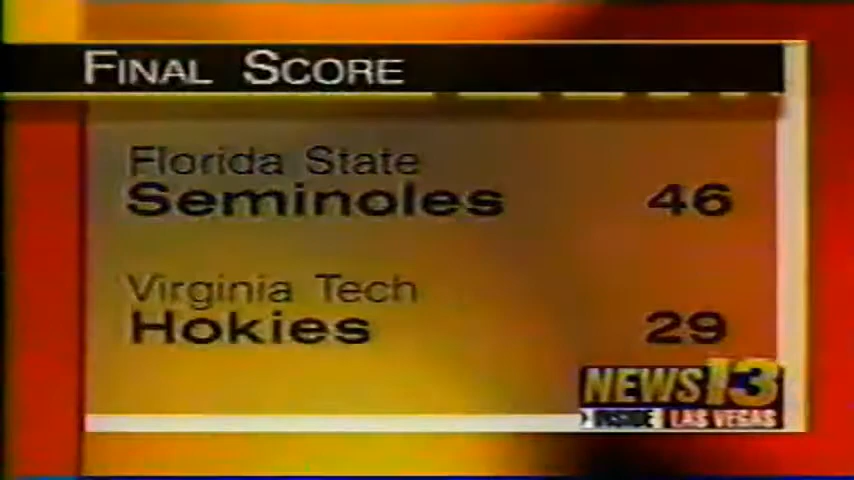 FINAL SCORE
Florida State
Seminoles 46
Virginia Tech
Hokies 29
NEWS 13
INSIDE LAS VEGAS